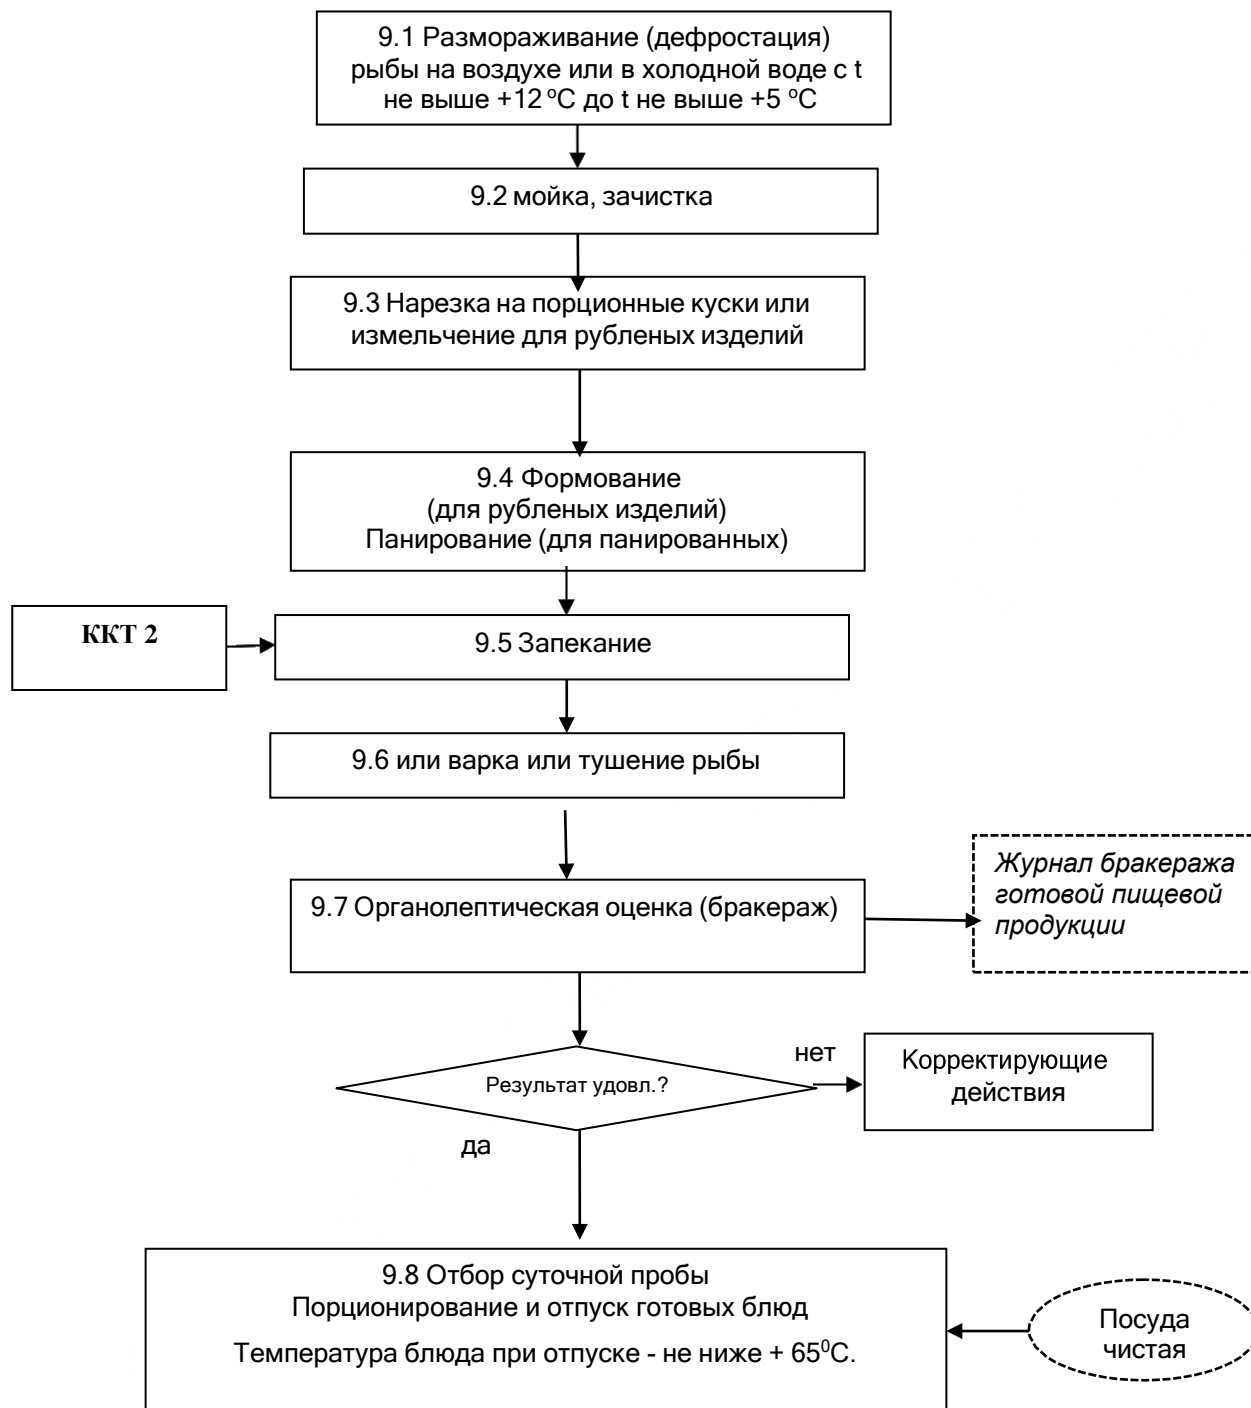 9.1 Размораживание (дефростация)
рыбы на воздухе или в холодной воде с t
не выше +12 ºС до t не выше +5 ºС
9.2 мойка, зачистка
9.3 Нарезка на порционные куски или
измельчение для рубленых изделий
9.4 Формование
(для рубленых изделий)
Панирование (для панированных)
ККТ 2
9.5 Запекание
9.6 или варка или тушение рыбы
9.7 Органолептическая оценка (бракераж)
Журнал бракеража
готовой пищевой
продукции
Результат удовл.?
нет
Корректирующие
действия
да
9.8 Отбор суточной пробы
Порционирование и отпуск готовых блюд
Температура блюда при отпуске - не ниже + 65⁰С.
Посуда
чистая